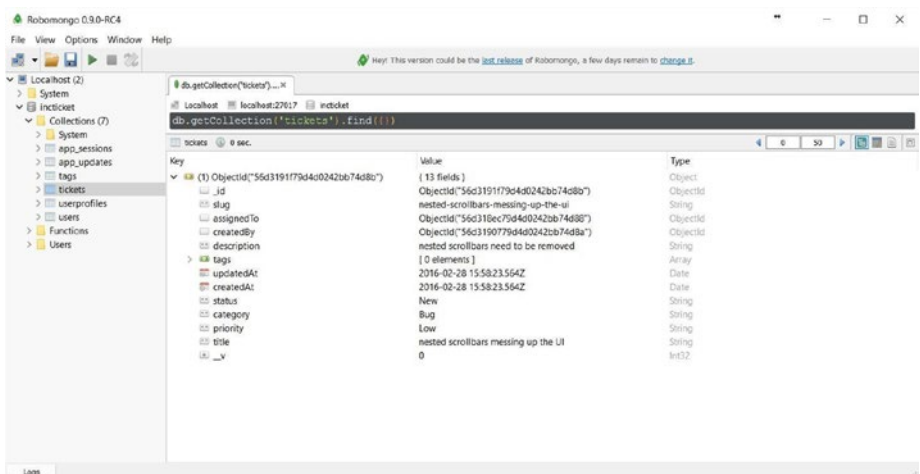 Robomongo 0.9.0-RC4
File View Options Window Help
Hey! This version could be the last release of Robomongo, a few days remain to change it.
Localhost (2)
System
incticket
Collections (7)
System
app_sessions
app_updates
tags
tickets
userprofiles
users
Functions
Users
db.getCollection('tickets')....
Localhost localhost:27017 incticket
db.getCollection('tickets').find({})
tickets 0 sec.
0 50
Key Value Type
(1) ObjectId("56d3191f79d4d0242bb74d8b") { 13 fields } Object
_id ObjectId("56d3191f79d4d0242bb74d8b") ObjectId
slug nested-scrollbars-messing-up-the-ui String
assignedTo ObjectId("56d318ec79d4d0242bb74d88") ObjectId
createdBy ObjectId("56d3190779d4d0242bb74d8a") ObjectId
description nested scrollbars need to be removed String
tags [ 0 elements ] Array
updatedAt 2016-02-28 15:58:23.564Z Date
createdAt 2016-02-28 15:58:23.564Z Date
status New String
category Bug String
priority Low String
title nested scrollbars messing up the UI String
__v 0 Int32
Logs